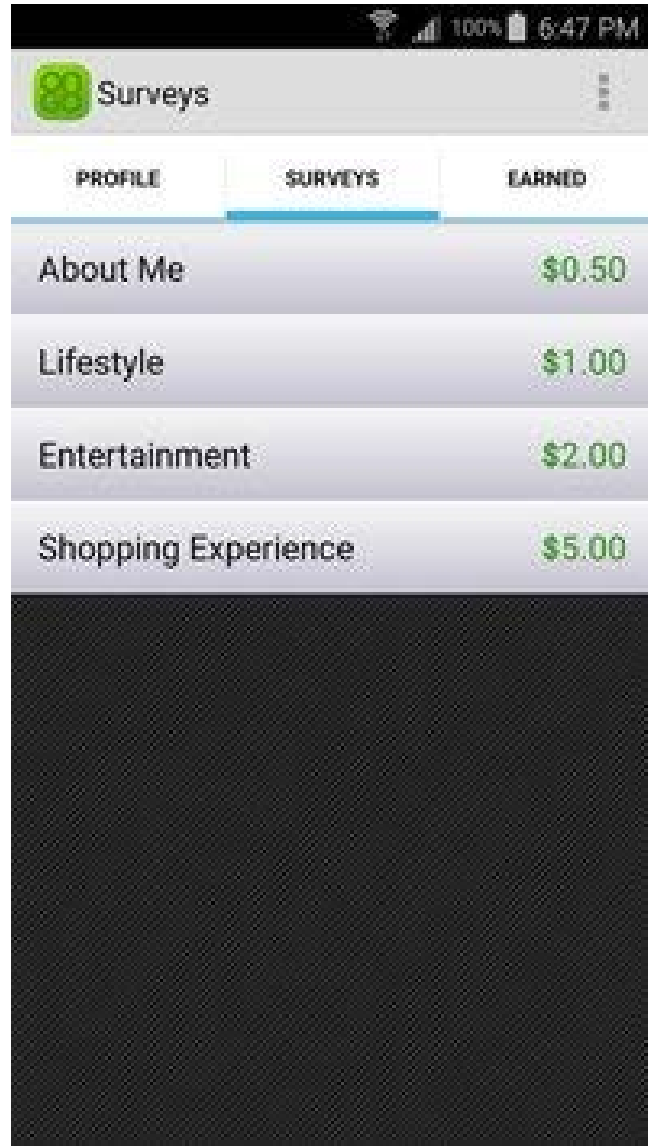 100% 6:47 PM
Surveys
PROFILE SURVEYS EARNED
About Me $0.50
Lifestyle $1.00
Entertainment $2.00
Shopping Experience $5.00